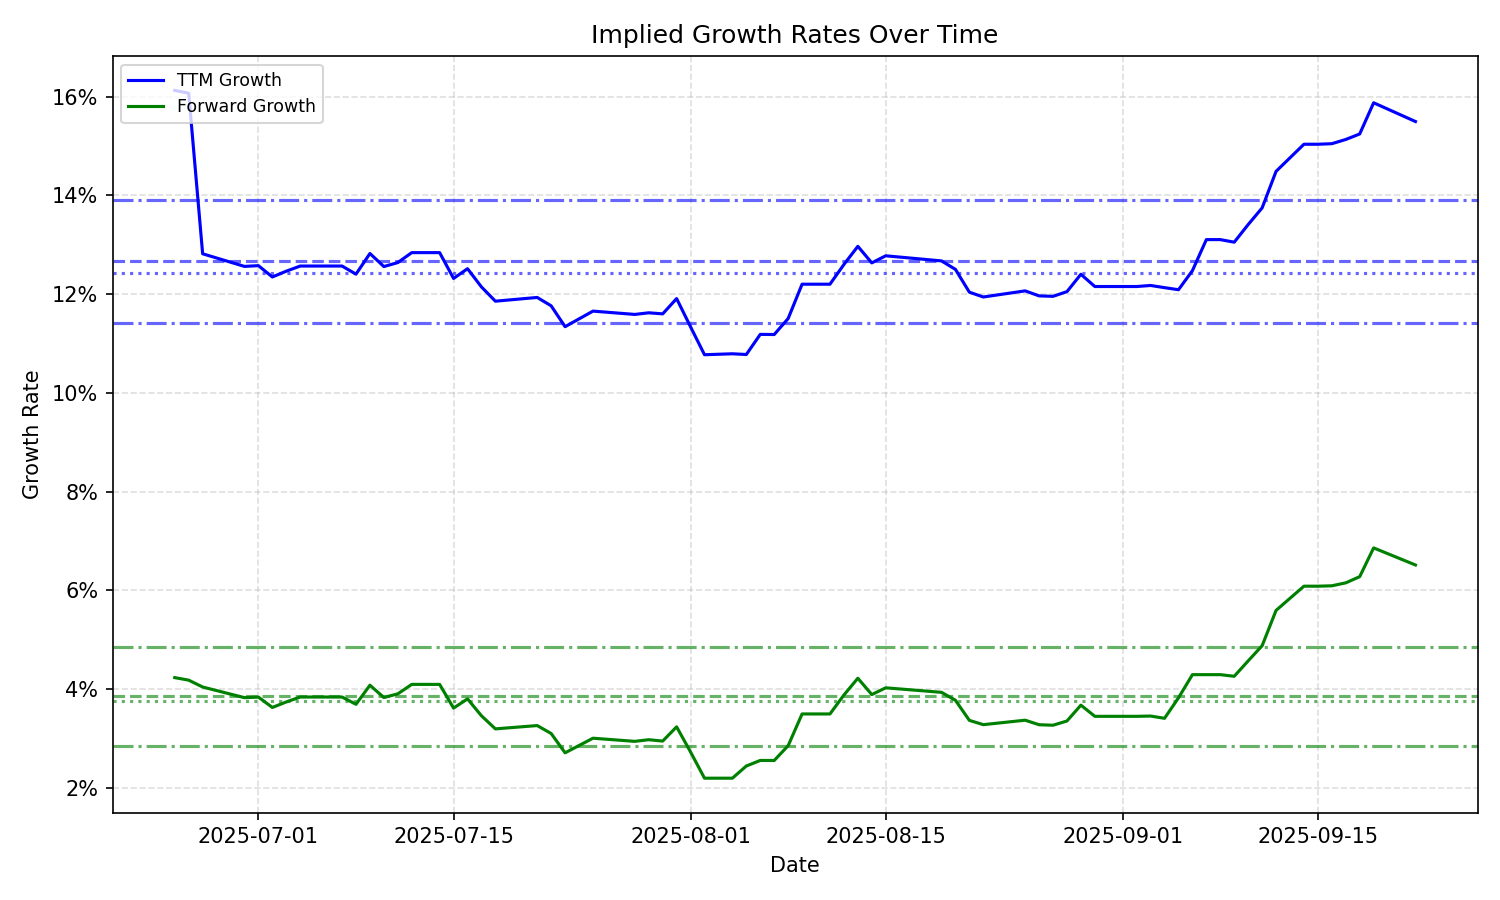 Implied Growth Rates Over Time
TTM Growth
Forward Growth
Growth Rate
16%
14%
12%
10%
8%
6%
4%
2%
2025-07-01
2025-07-15
2025-08-01
2025-08-15
2025-09-01
2025-09-15
Date